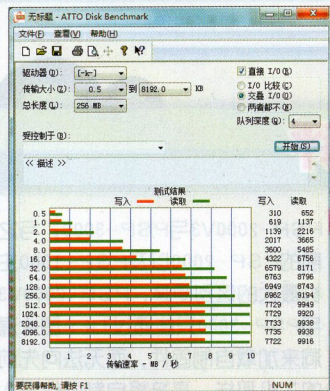 无标题 - ATTO Disk Benchmark
文件(F) 查看(V) 帮助(H)
驱动器(D): [-k-] 直接 I/O(R)
传输大小(Z): 0.5 到 8192.0 KB I/O 比较(C)
交叠 I/O(O)
总长度(L): 256 MB 两者都不(N)
队列深度(Q): 4
受控制于(B):
开始(S)
<< 描述 >>
测试结果
写入 读取 写入 读取
0.5 310 652
1.0 619 1137
2.0 1139 2216
4.0 2017 3665
8.0 3600 5485
16.0 4322 6756
32.0 6579 8171
64.0 6763 8796
128.0 6949 8743
256.0 6962 9194
512.0 7729 9949
1024.0 7729 9920
2048.0 7733 9938
4096.0 7735 9938
8192.0 7722 9916
0 1 2 3 4 5 6 7 8 9 10
传输速率 - MB / 秒
要获得帮助, 请按 F1 NUM